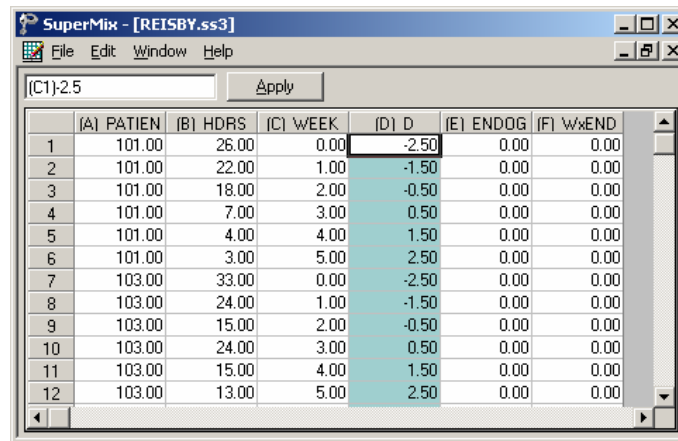 SuperMix - [REISBY.ss3]
File Edit Window Help
(C1)-2.5 Apply
(A) PATIEN (B) HDRS (C) WEEK (D) D (E) ENDOG (F) WxEND
1 101.00 26.00 0.00 -2.50 0.00 0.00
2 101.00 22.00 1.00 -1.50 0.00 0.00
3 101.00 18.00 2.00 -0.50 0.00 0.00
4 101.00 7.00 3.00 0.50 0.00 0.00
5 101.00 4.00 4.00 1.50 0.00 0.00
6 101.00 3.00 5.00 2.50 0.00 0.00
7 103.00 33.00 0.00 -2.50 0.00 0.00
8 103.00 24.00 1.00 -1.50 0.00 0.00
9 103.00 15.00 2.00 -0.50 0.00 0.00
10 103.00 24.00 3.00 0.50 0.00 0.00
11 103.00 15.00 4.00 1.50 0.00 0.00
12 103.00 13.00 5.00 2.50 0.00 0.00